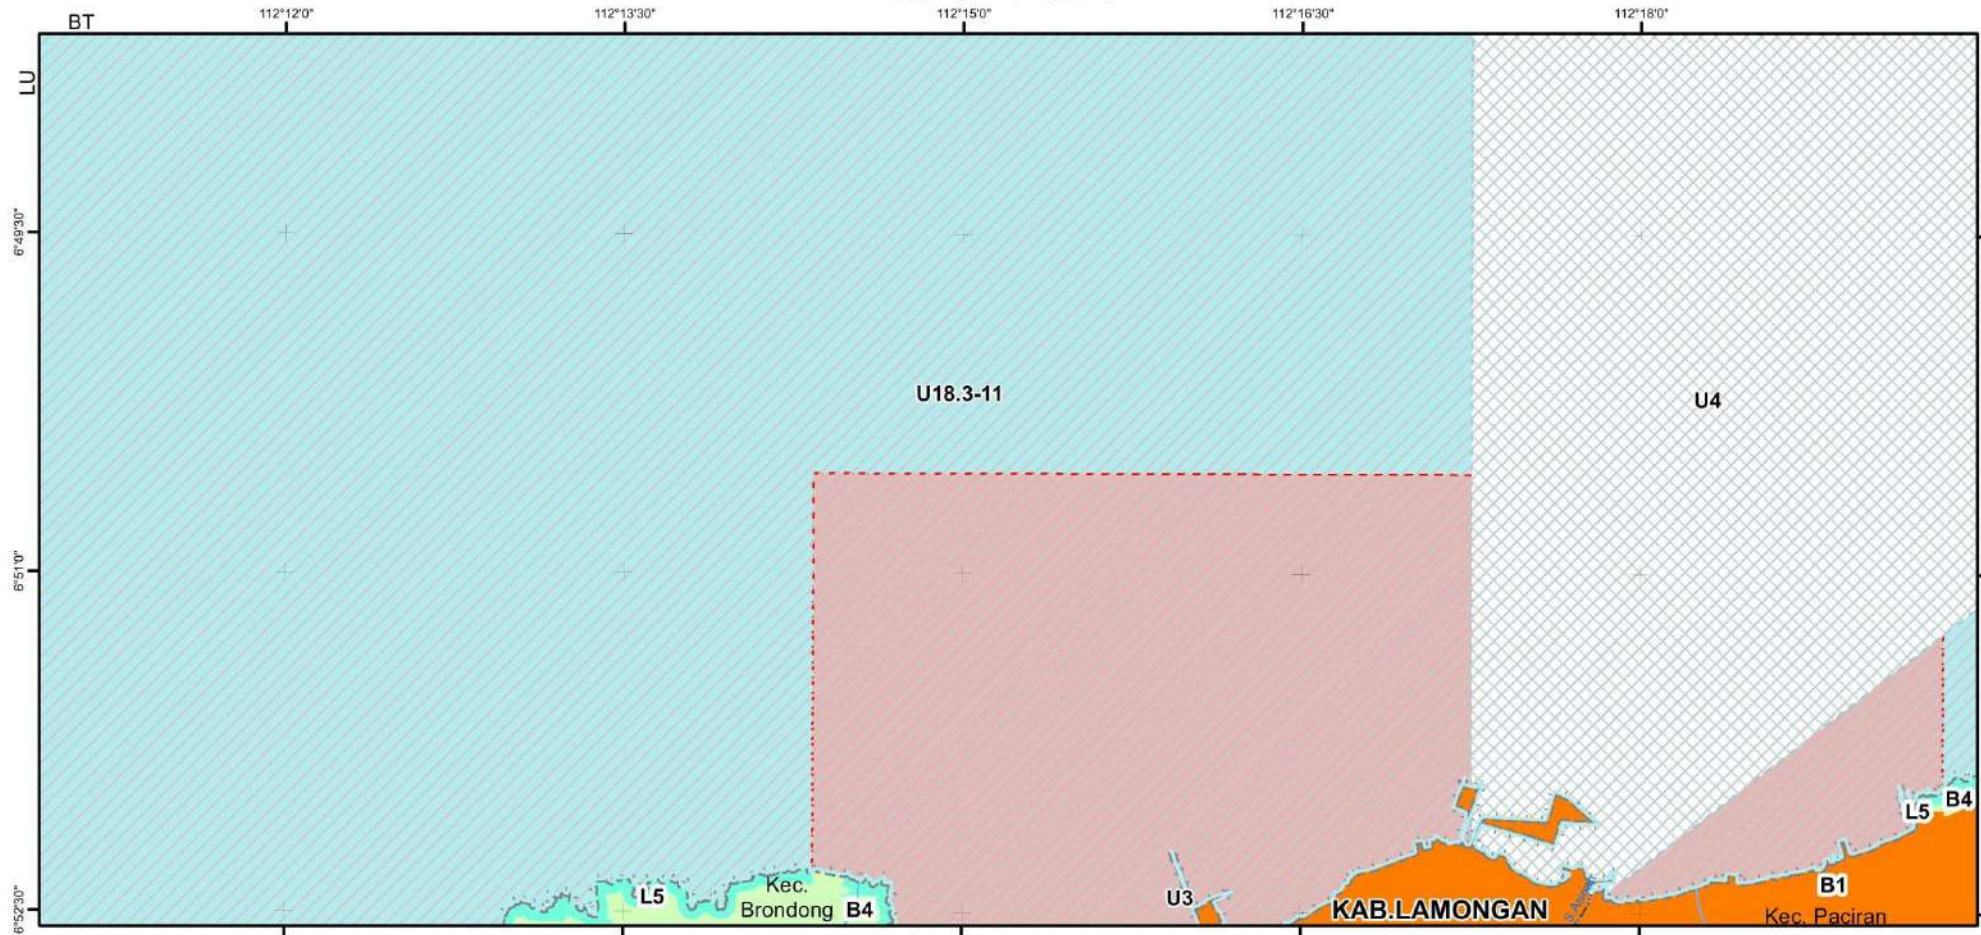 112°12'0"
112°13'30"
112°15'0"
112°16'30"
112°18'0"
BT
LU
6°49'30"
U18.3-11
U4
6°51'0"
B4
L5
B1
L5
Kec.
Brondong
B4
U3
KAB.LAMONGAN
Kec. Paciran
6°52'30"